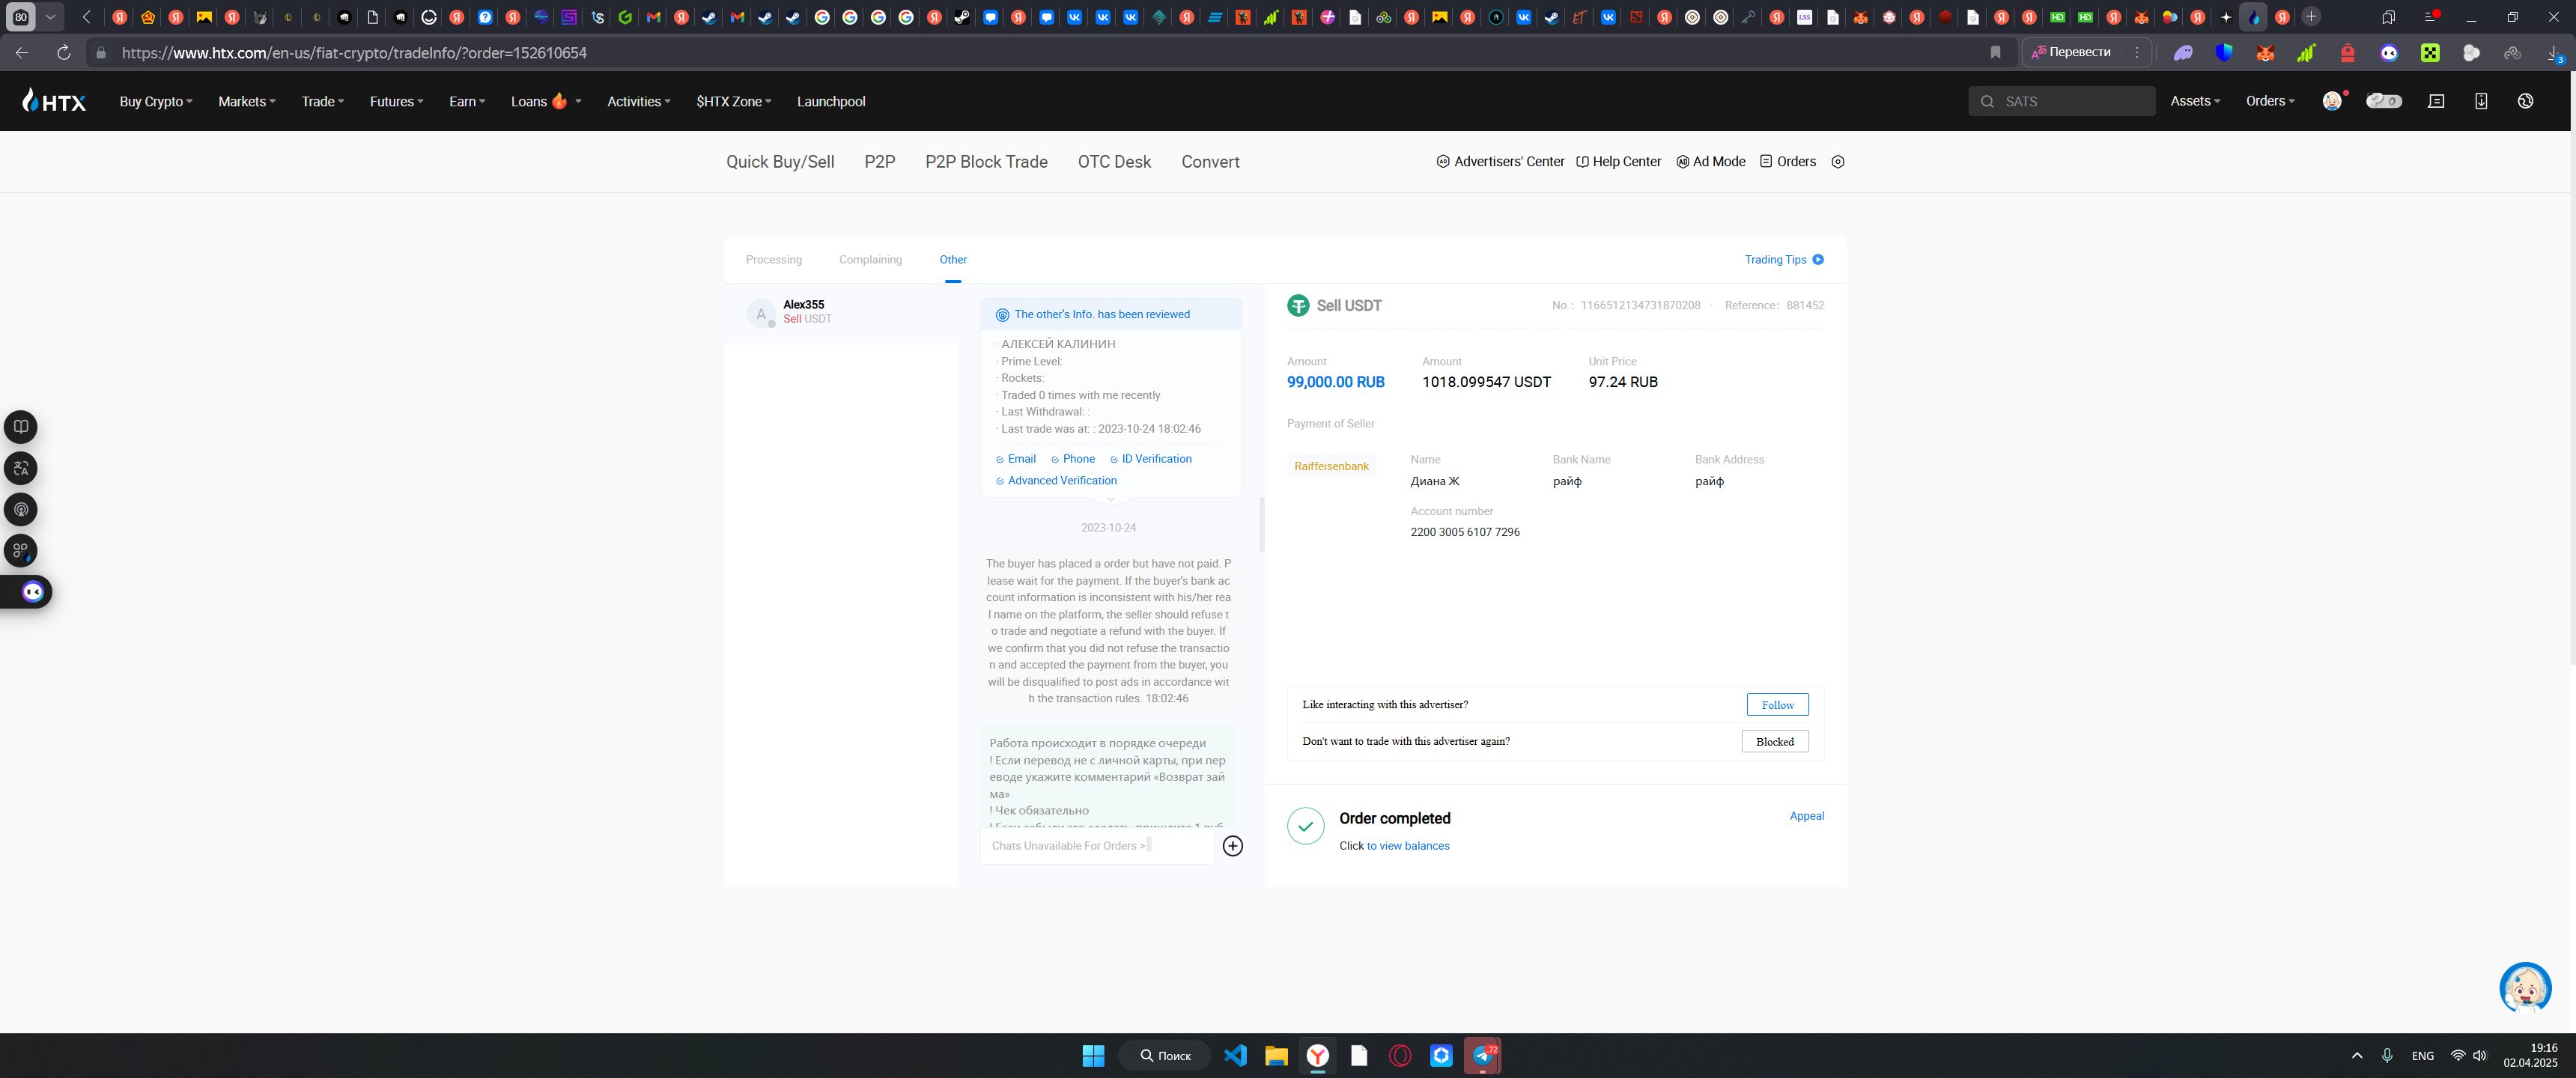 80
https://www.htx.com/en-us/fiat-crypto/tradeInfo/?order=152610654
Перевести
3
HTX
Buy Crypto
Markets
Trade
Futures
Earn
Loans
Activities
$HTX Zone
Launchpool
SATS
Assets
Orders
Quick Buy/Sell
P2P
P2P Block Trade
OTC Desk
Convert
Advertisers' Center
Help Center
Ad Mode
Orders
Processing
Complaining
Other
Trading Tips
A
Alex355
Sell USDT
The other's Info. has been reviewed
· АЛЕКСЕЙ КАЛИНИН
· Prime Level:
· Rockets:
· Traded 0 times with me recently
· Last Withdrawal: :
· Last trade was at: : 2023-10-24 18:02:46
Email
Phone
ID Verification
Advanced Verification
2023-10-24
The buyer has placed a order but have not paid. P
lease wait for the payment. If the buyer's bank ac
count information is inconsistent with his/her rea
l name on the platform, the seller should refuse t
o trade and negotiate a refund with the buyer. If
we confirm that you did not refuse the transactio
n and accepted the payment from the buyer, you
will be disqualified to post ads in accordance wit
h the transaction rules. 18:02:46
Работа происходит в порядке очереди
! Если перевод не с личной карты, при пер
еводе укажите комментарий «Возврат зай
ма»
! Чек обязательно
Chats Unavailable For Orders >
Sell USDT
No.: 1166512134731870208 · Reference: 881452
Amount
99,000.00 RUB
Amount
1018.099547 USDT
Unit Price
97.24 RUB
Payment of Seller
Raiffeisenbank
Name
Диана Ж
Bank Name
райф
Bank Address
райф
Account number
2200 3005 6107 7296
Like interacting with this advertiser?
Follow
Don't want to trade with this advertiser again?
Blocked
Order completed
Appeal
Click to view balances
Поиск
72
ENG
19:16
02.04.2025